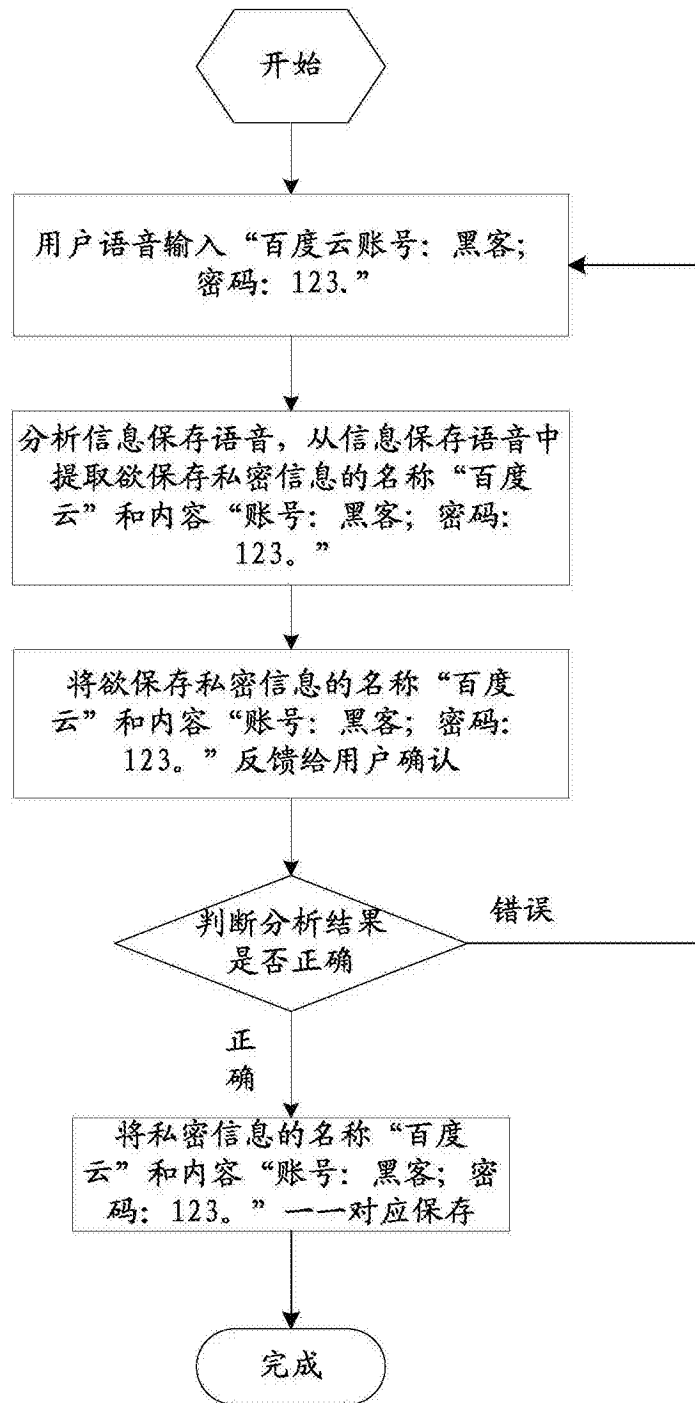 开始
用户语音输入“百度云账号：黑客；
密码：123.”
分析信息保存语音，从信息保存语音中
提取欲保存私密信息的名称“百度
云”和内容“账号：黑客；密码：
123。”
将欲保存私密信息的名称“百度
云”和内容“账号：黑客；密码：
123。”反馈给用户确认
判断分析结果
是否正确
错误
正
确
将私密信息的名称“百度
云”和内容“账号：黑客；密
码：123。”一一对应保存
完成